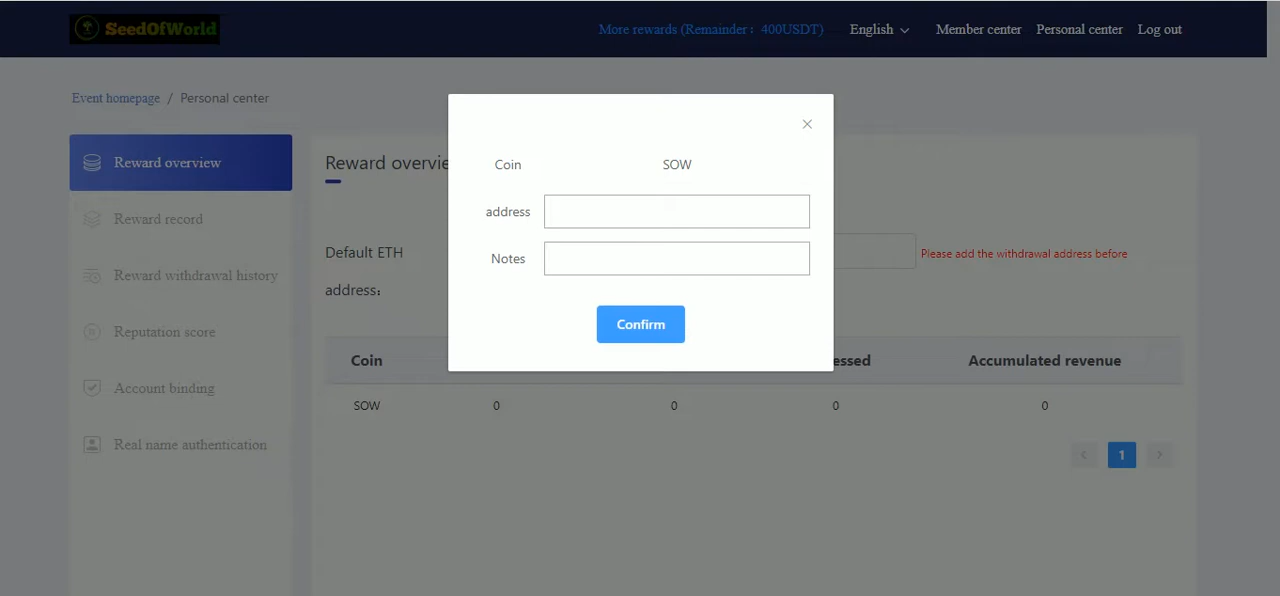 SeedOfWorld
More rewards (Remainder：400USDT)
English
Member center
Personal center
Log out
Event homepage / Personal center
Reward overview
Reward record
Reward withdrawal history
Reputation score
Account binding
Real name authentication
Reward overvie
Coin SOW
address
Notes
Confirm
Default ETH
address：
Please add the withdrawal address before
Coin essed Accumulated revenue
SOW 0 0 0 0
< 1 >